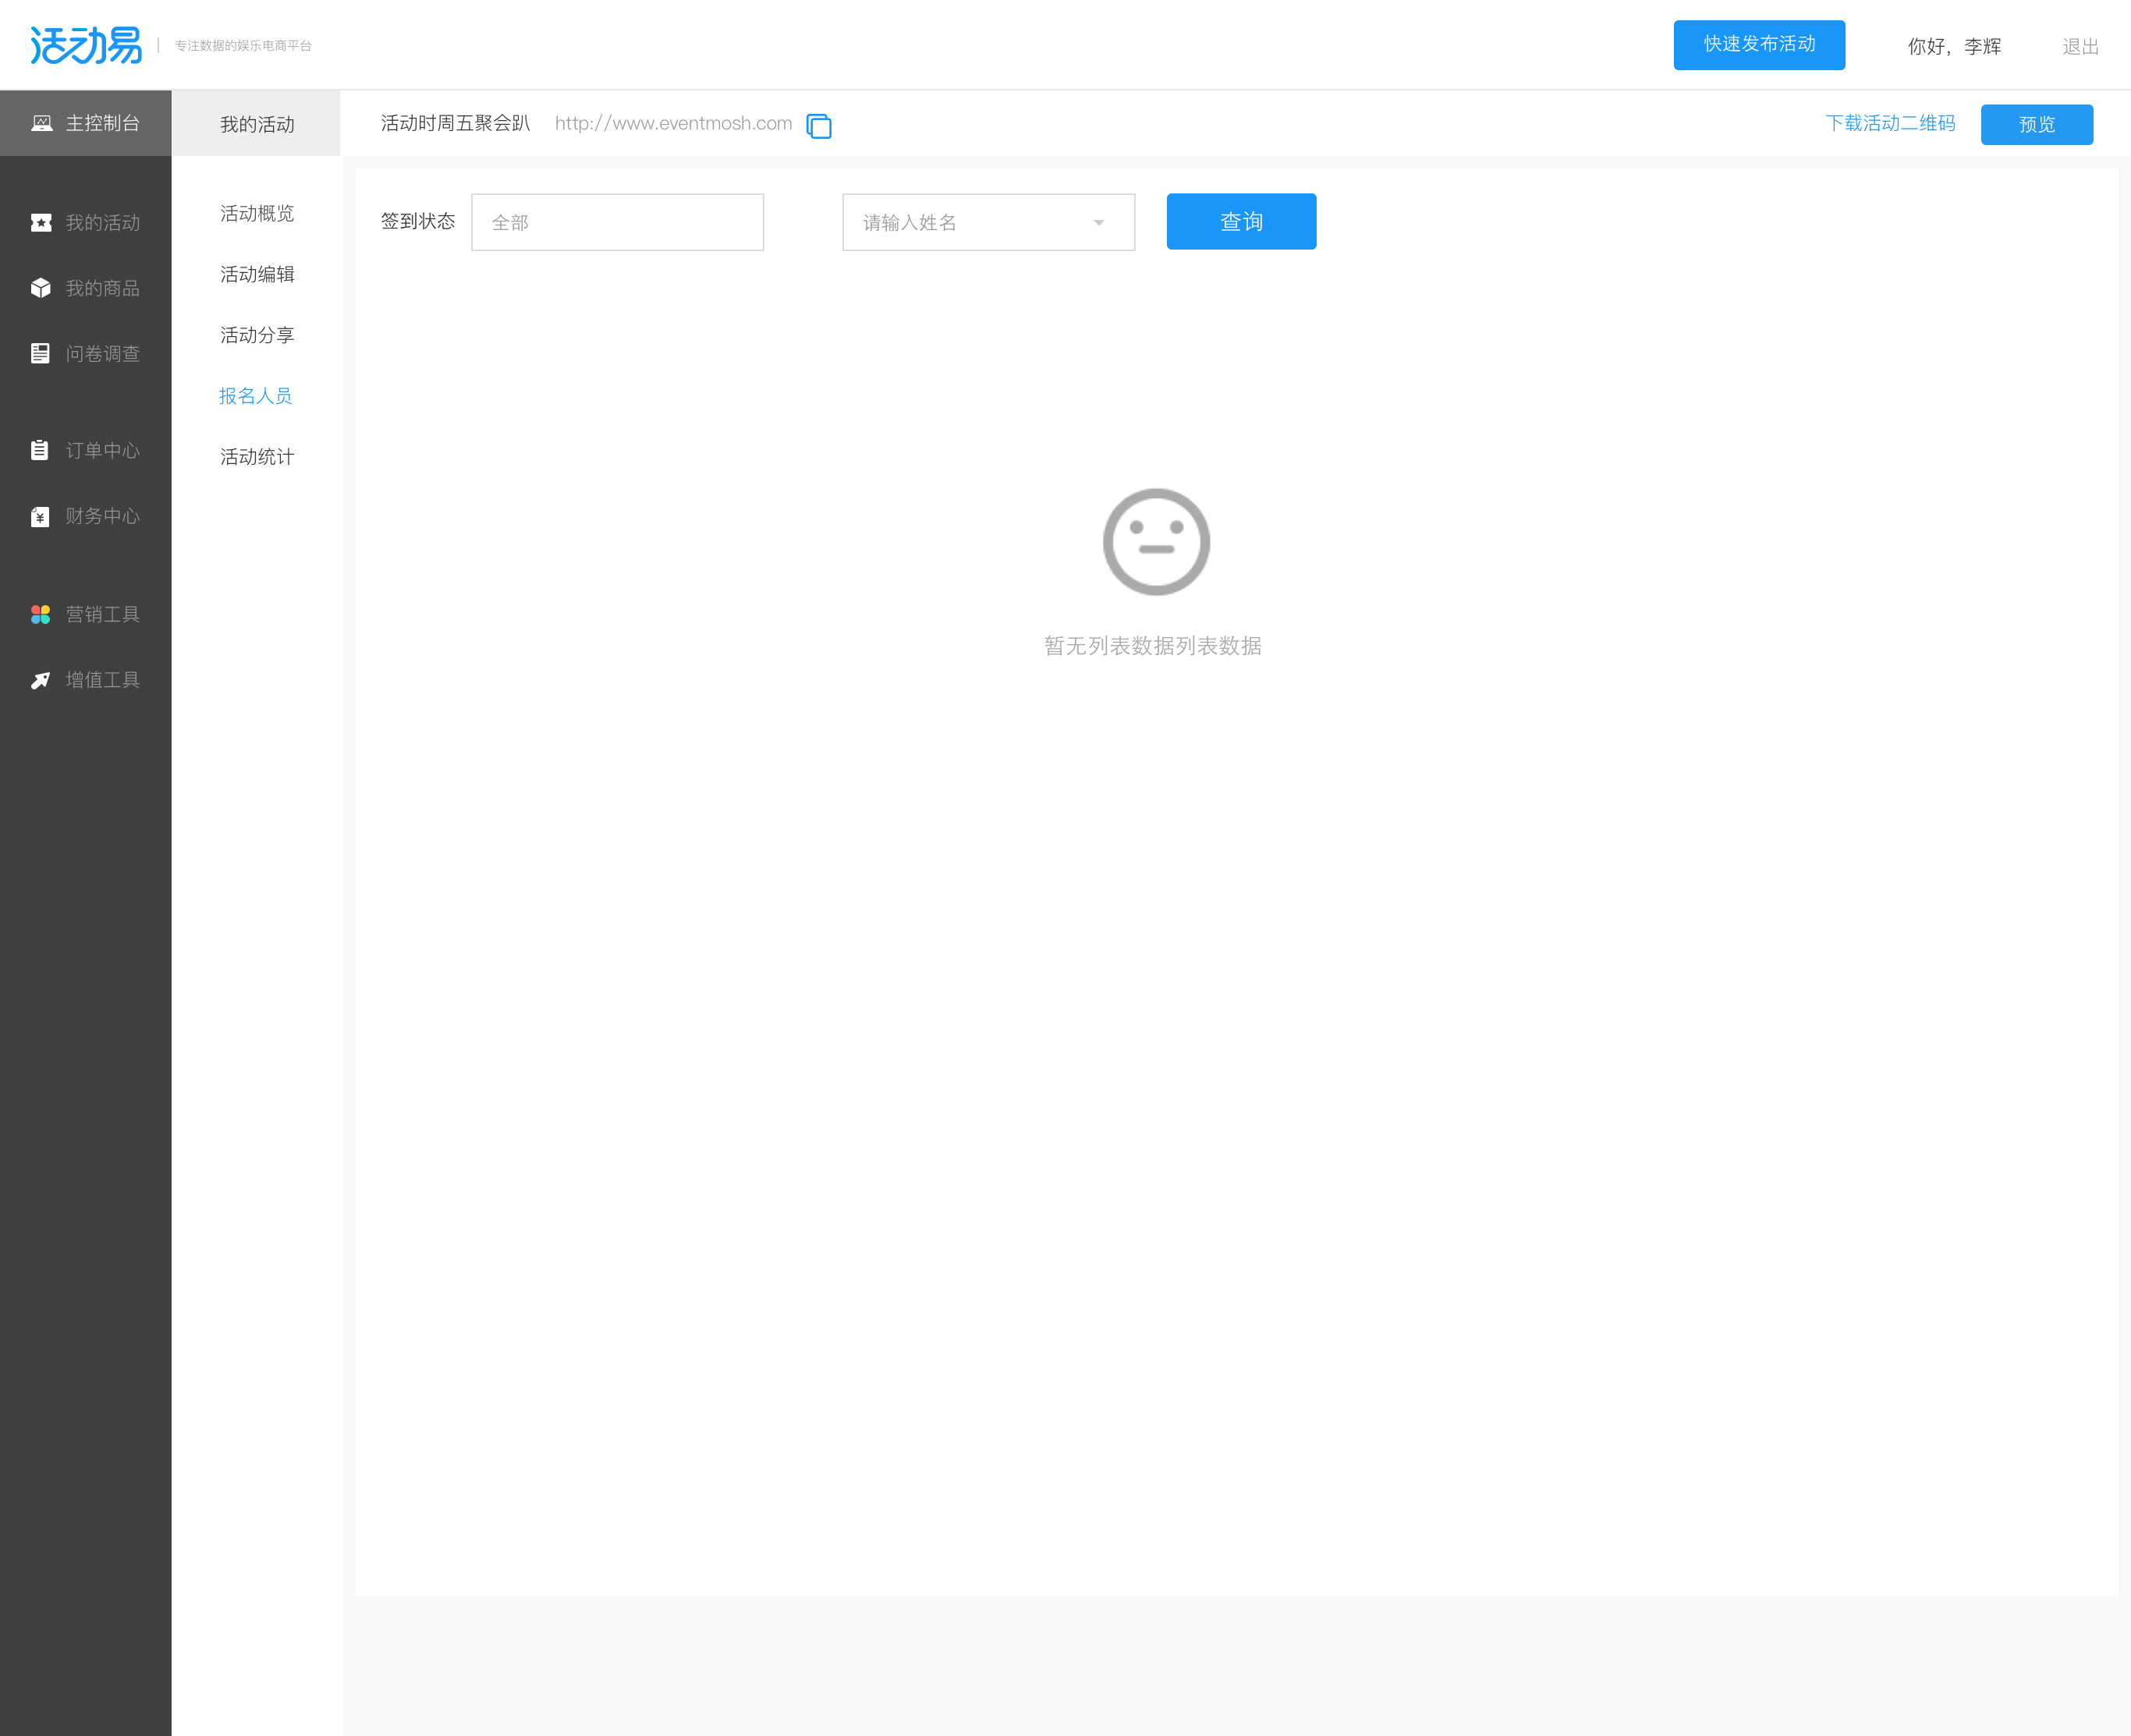 活动易 专注数据的娱乐电商平台 快速发布活动 你好，李辉 退出
主控制台
我的活动
我的商品
问卷调查
订单中心
财务中心
营销工具
增值工具
我的活动
活动概览
活动编辑
活动分享
报名人员
活动统计
活动时周五聚会趴 http://www.eventmosh.com 下载活动二维码 预览
签到状态 全部 请输入姓名 查询
暂无列表数据列表数据